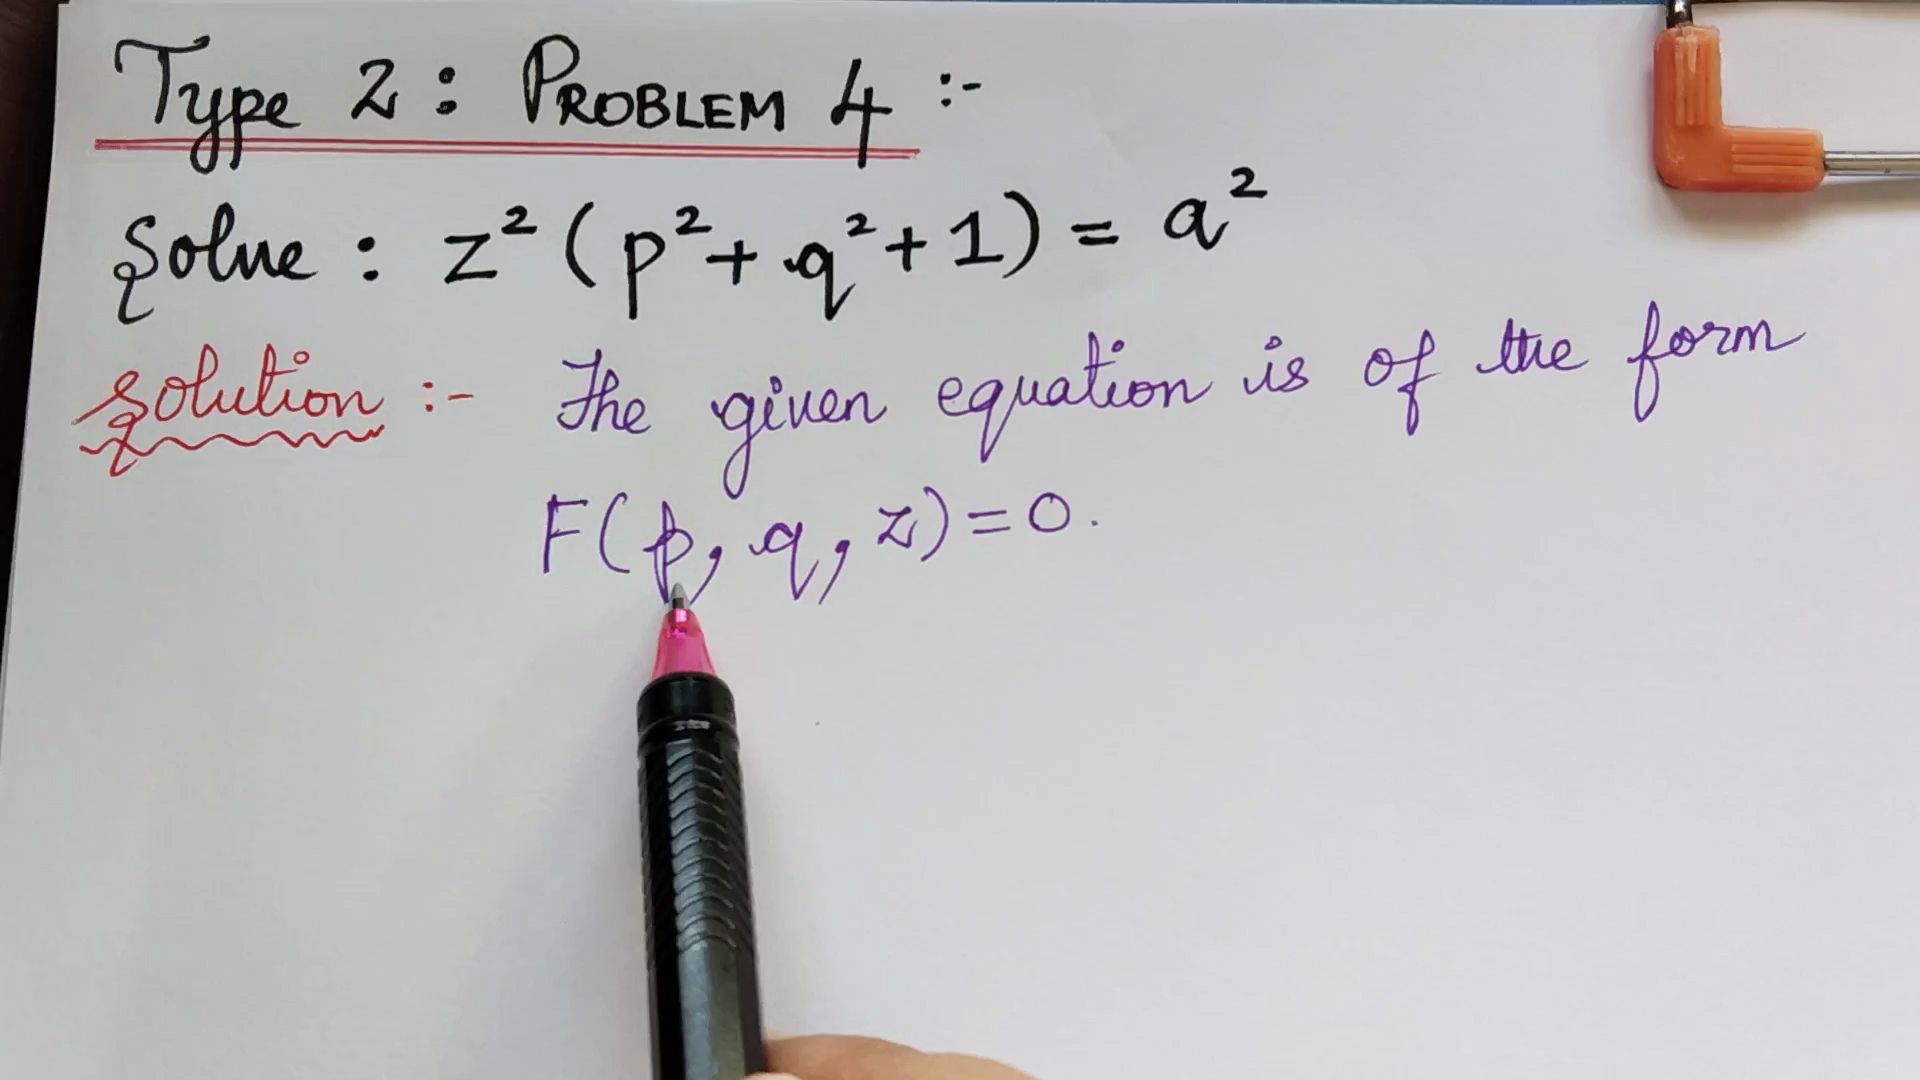 Type 2 : PROBLEM 4 :-
Solve : z² (p² + q² + 1) = a²
Solution :- The given equation is of the form
F(p, q, z) = 0.